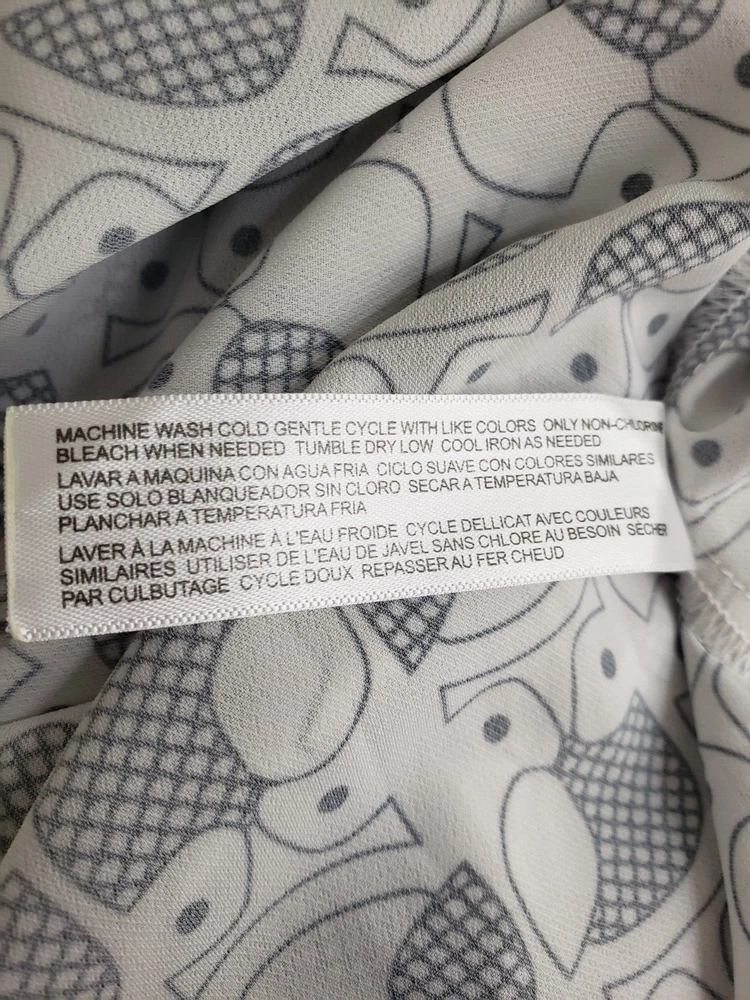 MACHINE WASH COLD GENTLE CYCLE WITH LIKE COLORS ONLY NON-CHLORINE
BLEACH WHEN NEEDED TUMBLE DRY LOW COOL IRON AS NEEDED
LAVAR A MAQUINA CON AGUA FRIA CICLO SUAVE CON COLORES SIMILARES
USE SOLO BLANQUEADOR SIN CLORO SECAR A TEMPERATURA BAJA
PLANCHAR A TEMPERATURA FRIA
LAVER À LA MACHINE À L'EAU FROIDE CYCLE DELLICAT AVEC COULEURS
SIMILAIRES UTILISER DE L'EAU DE JAVEL SANS CHLORE AU BESOIN SÉCHER
PAR CULBUTAGE CYCLE DOUX REPASSER AU FER CHEUD